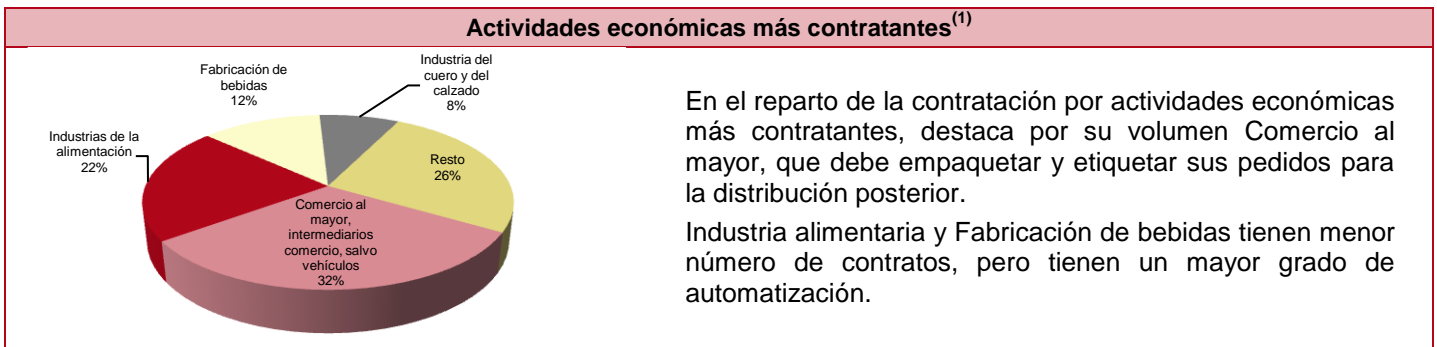 Actividades económicas más contratantes(1)
Fabricación de
bebidas
12%
Industria del
cuero y del
calzado
8%
Industrias de la
alimentación
22%
Resto
26%
Comercio al
mayor,
intermediarios
comercio, salvo
vehículos
32%
En el reparto de la contratación por actividades económicas
más contratantes, destaca por su volumen Comercio al
mayor, que debe empaquetar y etiquetar sus pedidos para
la distribución posterior.
Industria alimentaria y Fabricación de bebidas tienen menor
número de contratos, pero tienen un mayor grado de
automatización.